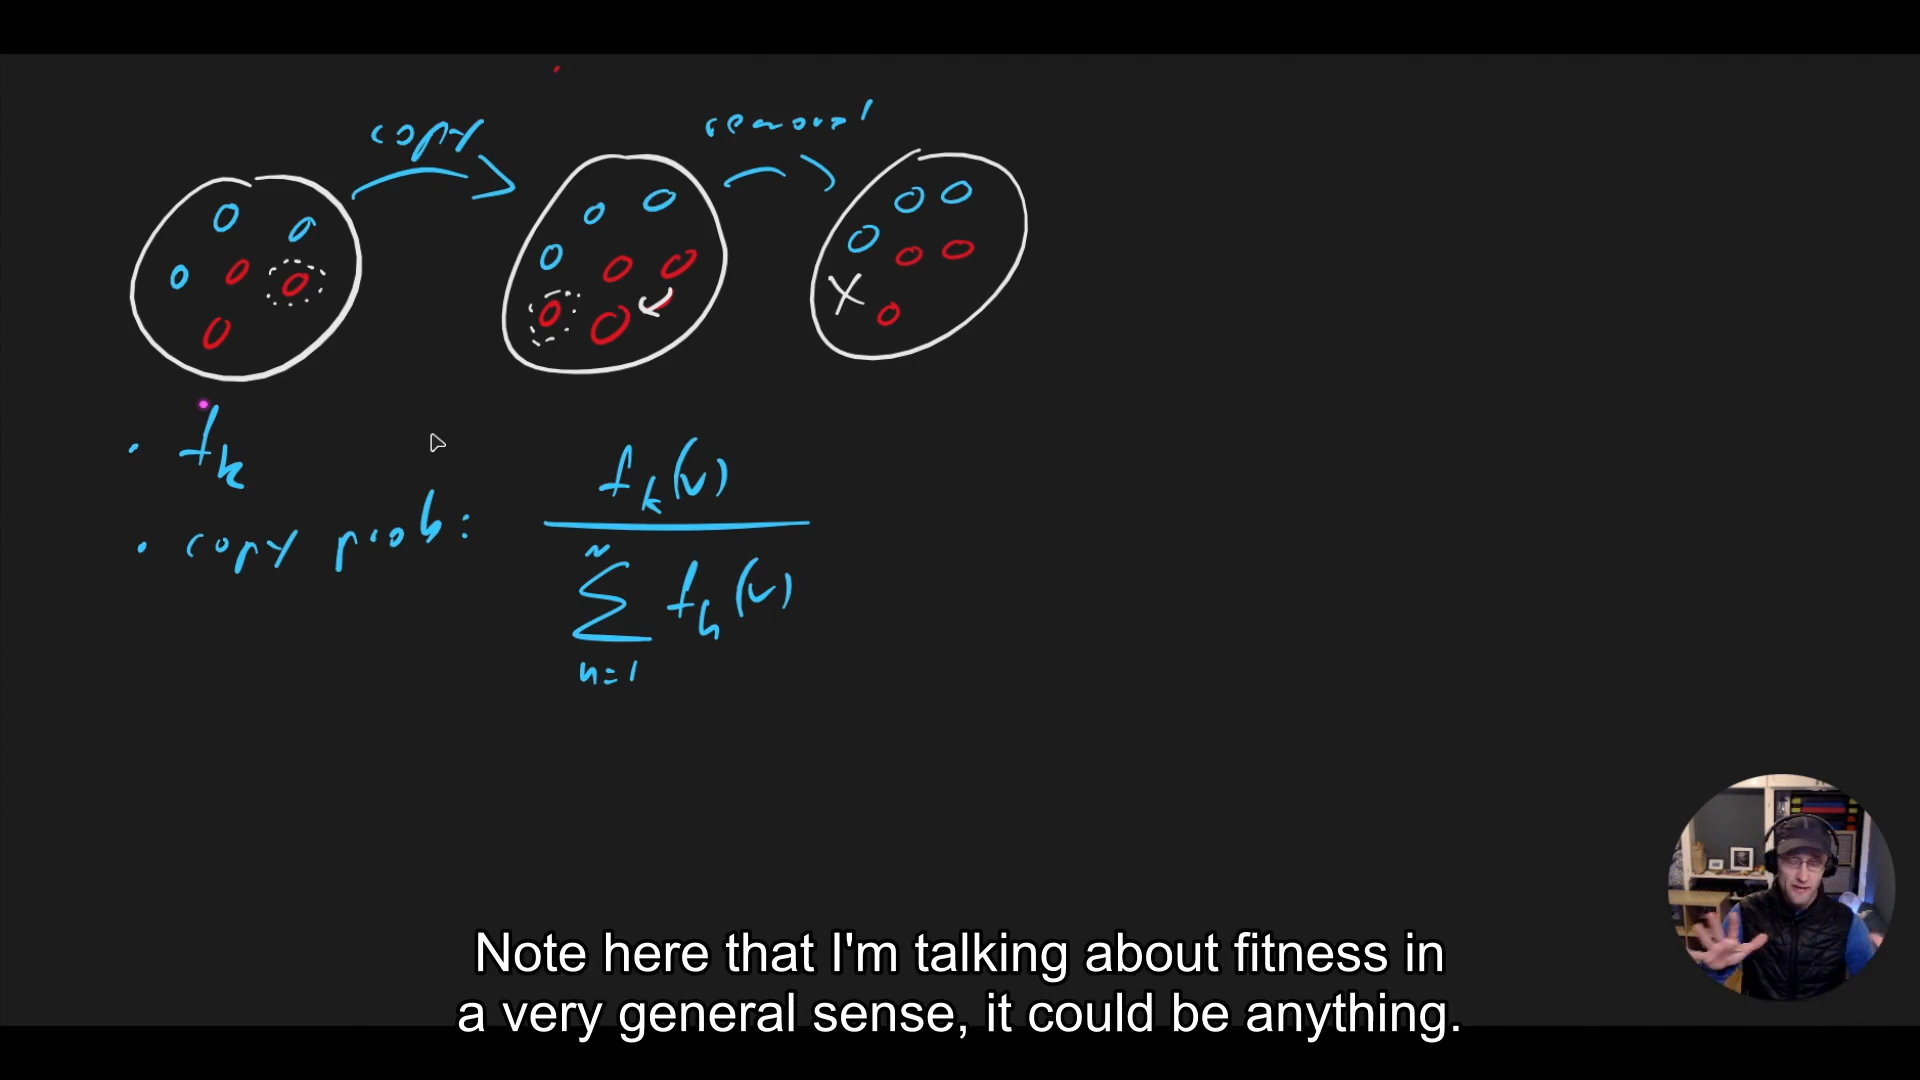 copy
removal
• f_k
• copy prob:
f_k(v)
N
∑ f_n(v)
n=1
Note here that I'm talking about fitness in
a very general sense, it could be anything.